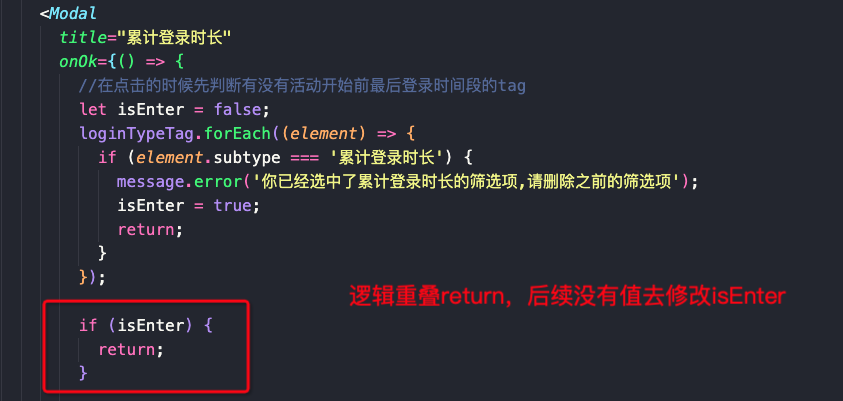 <Modal
title="累计登录时长"
onOk={() => {
//在点击的时候先判断有没有活动开始前最后登录时间段的tag
let isEnter = false;
loginTypeTag.forEach((element) => {
if (element.subtype === '累计登录时长') {
message.error('你已经选中了累计登录时长的筛选项,请删除之前的筛选项');
isEnter = true;
return;
}
});
逻辑重叠return，后续没有值去修改isEnter
if (isEnter) {
return;
}